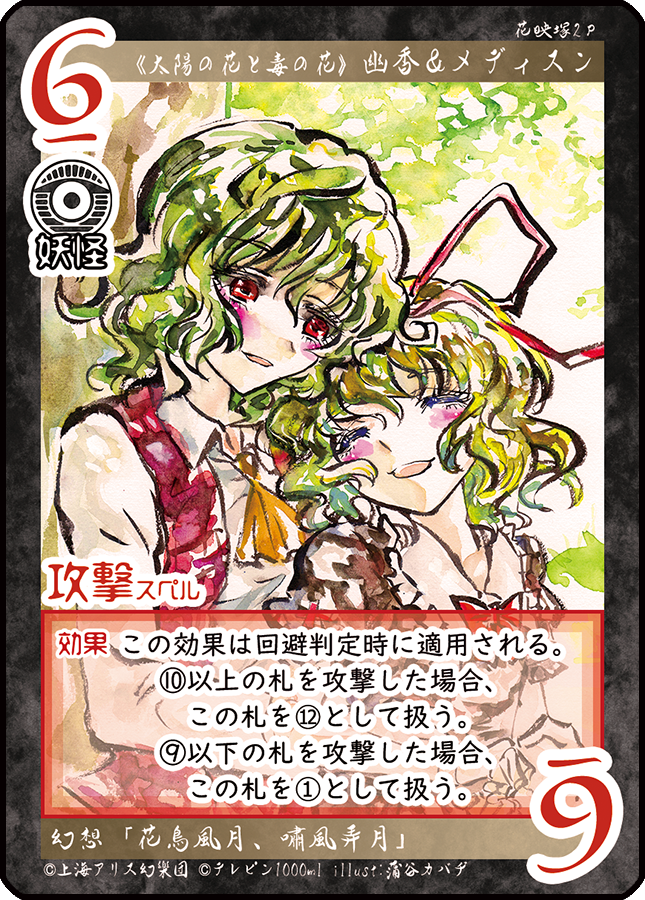 花映塚2P
6
《太陽の花と毒の花》幽香&メディスン
妖怪
攻撃スペル
効果 この効果は回避判定時に適用される。
⑩以上の札を攻撃した場合、
この札を⑫として扱う。
⑨以下の札を攻撃した場合、
この札を①として扱う。
6
幻想「花鳥風月、嘯風弄月」
©上海アリス幻樂団 ©テレピン1000ml illust:蒲谷カバヂ